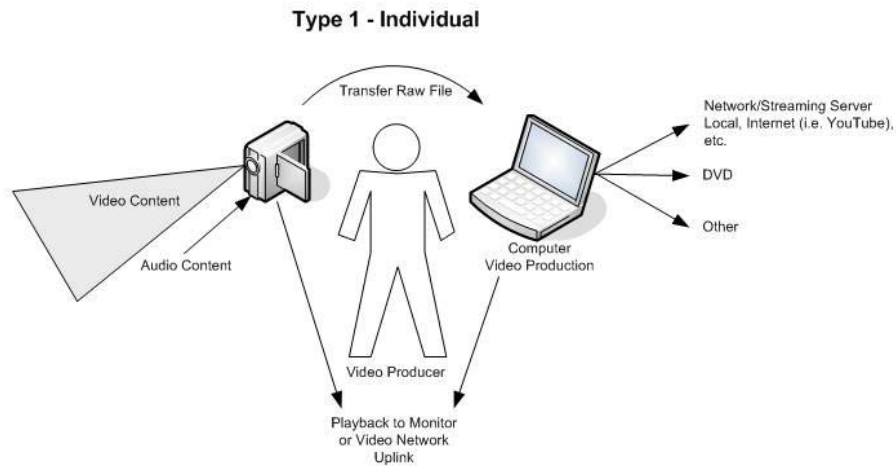 Type 1 - Individual
Transfer Raw File
Network/Streaming Server
Local, Internet (i.e. YouTube),
etc.
DVD
Other
Video Content
Audio Content
Computer
Video Production
Video Producer
Playback to Monitor
or Video Network
Uplink